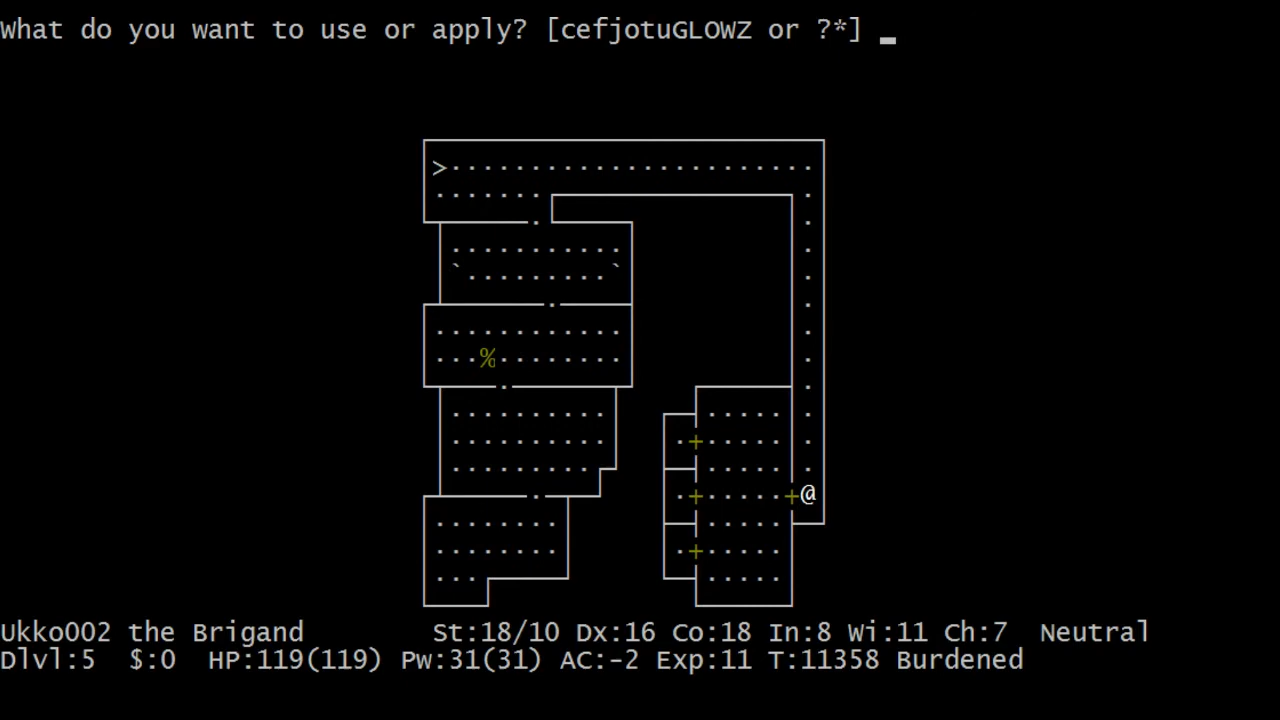 What do you want to use or apply? [cefjotuGLOWZ or ?*]
Ukko002 the Brigand St:18/10 Dx:16 Co:18 In:8 Wi:11 Ch:7 Neutral
Dlvl:5 $:0 HP:119(119) Pw:31(31) AC:-2 Exp:11 T:11358 Burdened